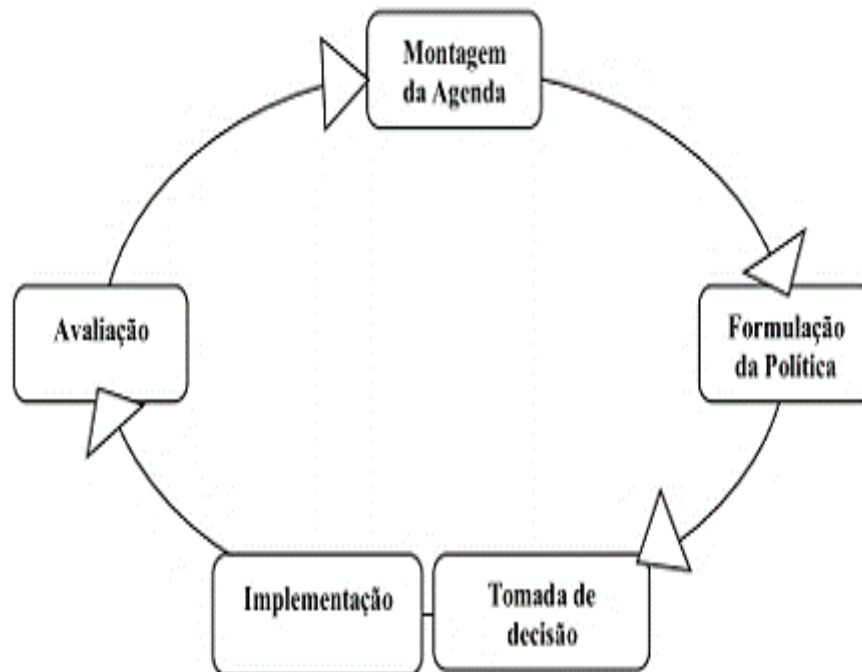 Montagem
da Agenda
Formulação
da Política
Tomada de
decisão
Implementação
Avaliação